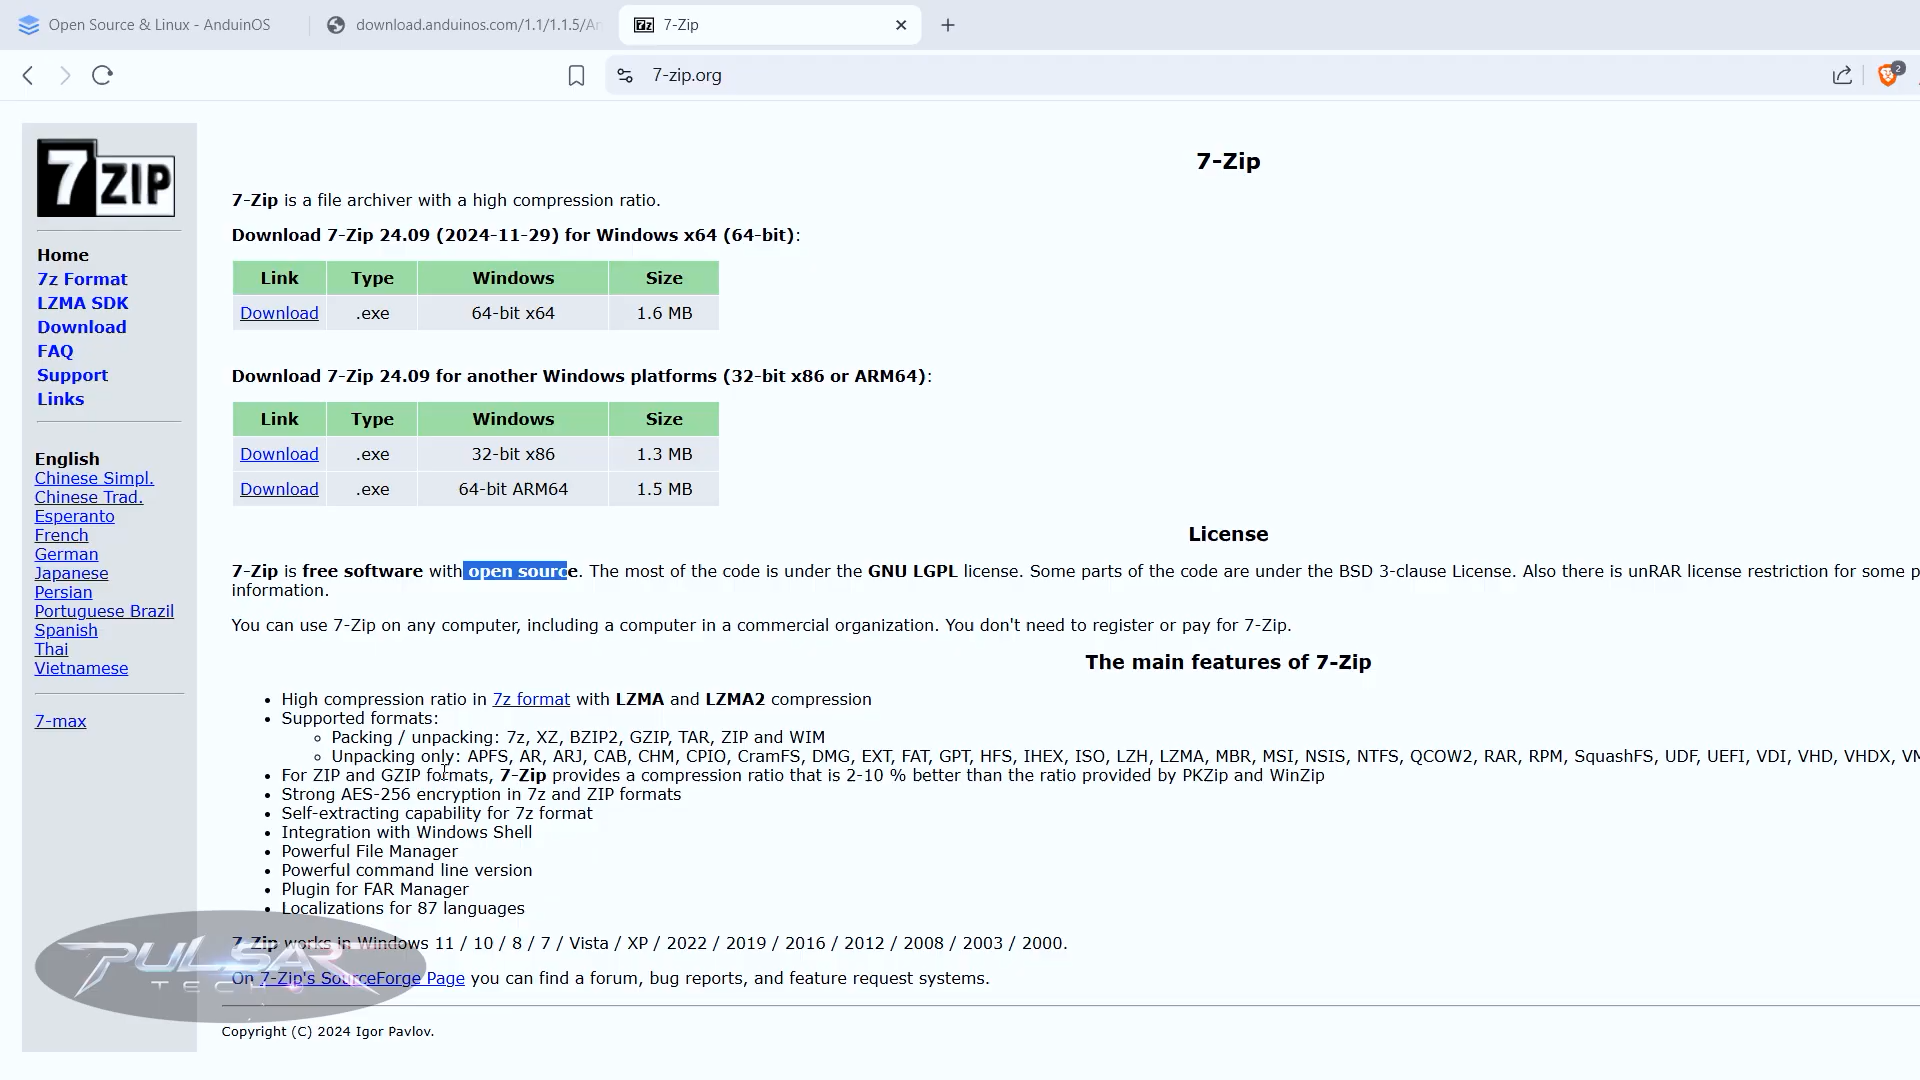 Open Source & Linux - AnduinOS
download.anduinos.com/1.1/1.1.5/An
7z 7-Zip
7-zip.org
2
7 ZIP
Home
7z Format
LZMA SDK
Download
FAQ
Support
Links
English
Chinese Simpl.
Chinese Trad.
Esperanto
French
German
Japanese
Persian
Portuguese Brazil
Spanish
Thai
Vietnamese
7-max
7-Zip
7-Zip is a file archiver with a high compression ratio.
Download 7-Zip 24.09 (2024-11-29) for Windows x64 (64-bit):
Link Type Windows Size
Download .exe 64-bit x64 1.6 MB
Download 7-Zip 24.09 for another Windows platforms (32-bit x86 or ARM64):
Link Type Windows Size
Download .exe 32-bit x86 1.3 MB
Download .exe 64-bit ARM64 1.5 MB
License
7-Zip is free software with open source. The most of the code is under the GNU LGPL license. Some parts of the code are under the BSD 3-clause License. Also there is unRAR license restriction for some p
information.
You can use 7-Zip on any computer, including a computer in a commercial organization. You don't need to register or pay for 7-Zip.
The main features of 7-Zip
• High compression ratio in 7z format with LZMA and LZMA2 compression
• Supported formats:
◦ Packing / unpacking: 7z, XZ, BZIP2, GZIP, TAR, ZIP and WIM
◦ Unpacking only: APFS, AR, ARJ, CAB, CHM, CPIO, CramFS, DMG, EXT, FAT, GPT, HFS, IHEX, ISO, LZH, LZMA, MBR, MSI, NSIS, NTFS, QCOW2, RAR, RPM, SquashFS, UDF, UEFI, VDI, VHD, VHDX, VM
• For ZIP and GZIP formats, 7-Zip provides a compression ratio that is 2-10 % better than the ratio provided by PKZip and WinZip
• Strong AES-256 encryption in 7z and ZIP formats
• Self-extracting capability for 7z format
• Integration with Windows Shell
• Powerful File Manager
• Powerful command line version
• Plugin for FAR Manager
• Localizations for 87 languages
7-Zip works in Windows 11 / 10 / 8 / 7 / Vista / XP / 2022 / 2019 / 2016 / 2012 / 2008 / 2003 / 2000.
On 7-Zip's SourceForge Page you can find a forum, bug reports, and feature request systems.
Copyright (C) 2024 Igor Pavlov.
PULSAR
TECH